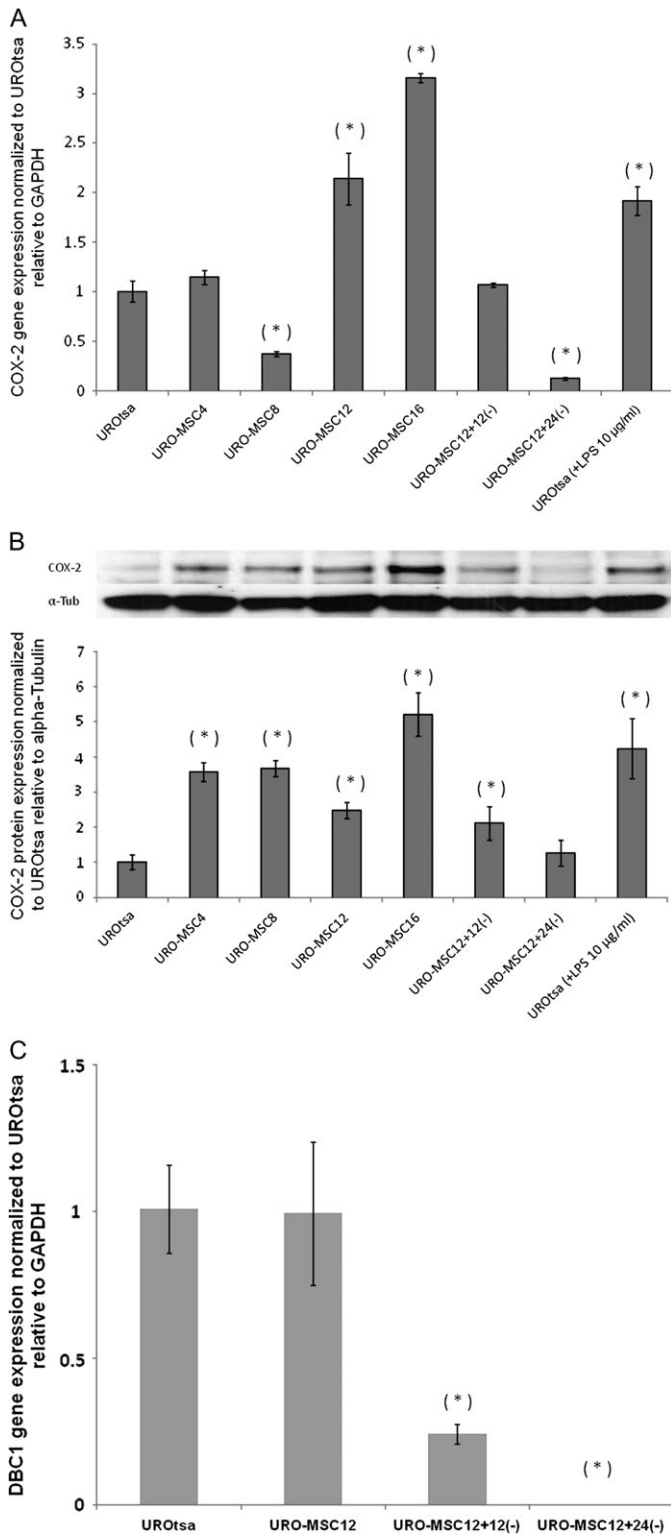 A
COX-2 gene expression normalized to UROtsa
relative to GAPDH
3.5
3
2.5
2
1.5
1
0.5
0
( * )
( * )
( * )
( * )
( * )
UROtsa
URO-MSC4
URO-MSC8
URO-MSC12
URO-MSC16
URO-MSC12+12(-)
URO-MSC12+24(-)
UROtsa (+LPS 10 µg/ml)
B
COX-2
α-Tub
COX-2 protein expression normalized
to UROtsa relative to alpha-Tubulin
7
6
5
4
3
2
1
0
( * )
( * )
( * )
( * )
( * )
( * )
UROtsa
URO-MSC4
URO-MSC8
URO-MSC12
URO-MSC16
URO-MSC12+12(-)
URO-MSC12+24(-)
UROtsa (+LPS 10 µg/ml)
C
DBC1 gene expression normalized to UROtsa
relative to GAPDH
1.5
1
0.5
0
( * )
( * )
UROtsa
URO-MSC12
URO-MSC12+12(-)
URO-MSC12+24(-)